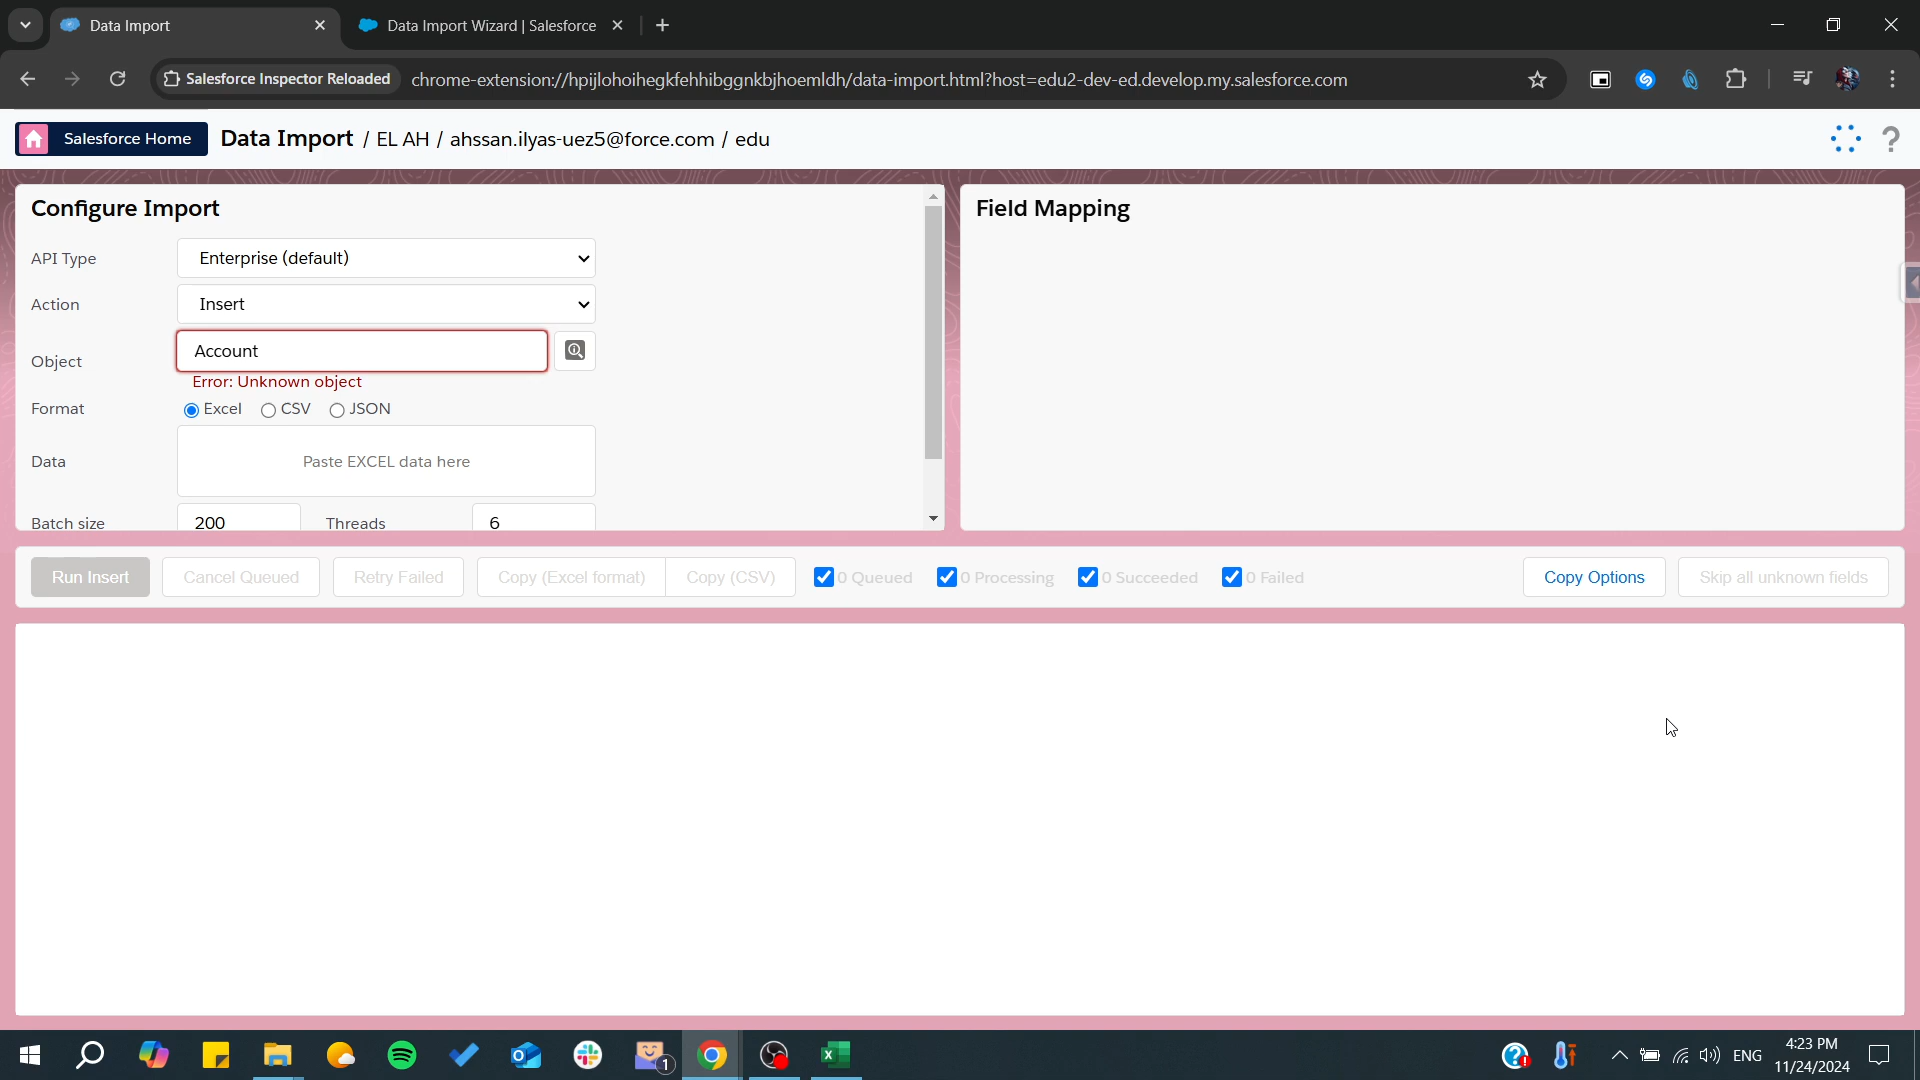 Data Import
Data Import Wizard | Salesforce
Salesforce Inspector Reloaded
chrome-extension://hpijlohoihegkfehhibggnkbjhoemldh/data-import.html?host=edu2-dev-ed.develop.my.salesforce.com
Salesforce Home
Data Import / EL AH / ahssan.ilyas-uez5@force.com / edu
?
Configure Import
API Type
Enterprise (default)
Action
Insert
Object
Account
Error: Unknown object
Format
Excel
CSV
JSON
Data
Paste EXCEL data here
Batch size
200
Threads
6
Field Mapping
Run Insert
Cancel Queued
Retry Failed
Copy (Excel format)
Copy (CSV)
0 Queued
0 Processing
0 Succeeded
0 Failed
Copy Options
Skip all unknown fields
1
ENG
4:23 PM
11/24/2024